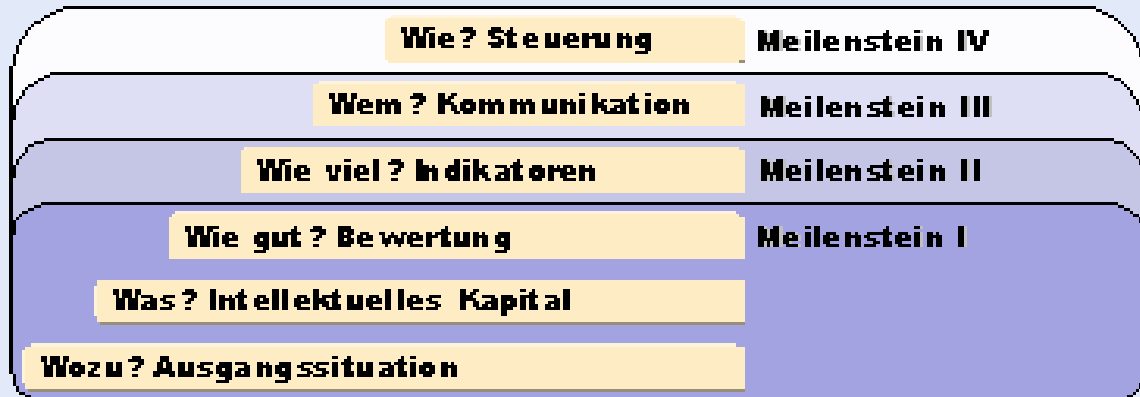 Wie? Steuerung Meilenstein IV
Wem? Kommunikation Meilenstein III
Wie viel? Indikatoren Meilenstein II
Wie gut? Bewertung Meilenstein I
Was? Intellektuelles Kapital
Wozu? Ausgangssituation